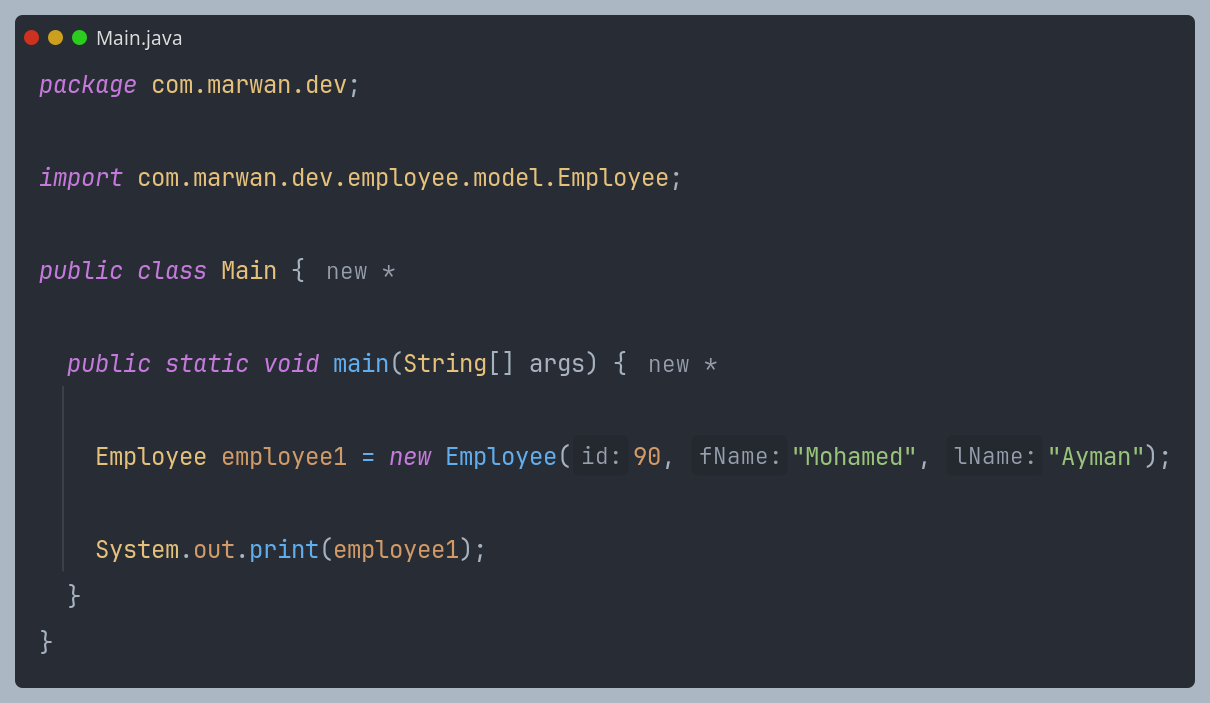 Main.java
package com.marwan.dev;
import com.marwan.dev.employee.model.Employee;
public class Main { new *
public static void main(String[] args) { new *
Employee employee1 = new Employee( id: 90, fName: "Mohamed", lName: "Ayman");
System.out.print(employee1);
}
}